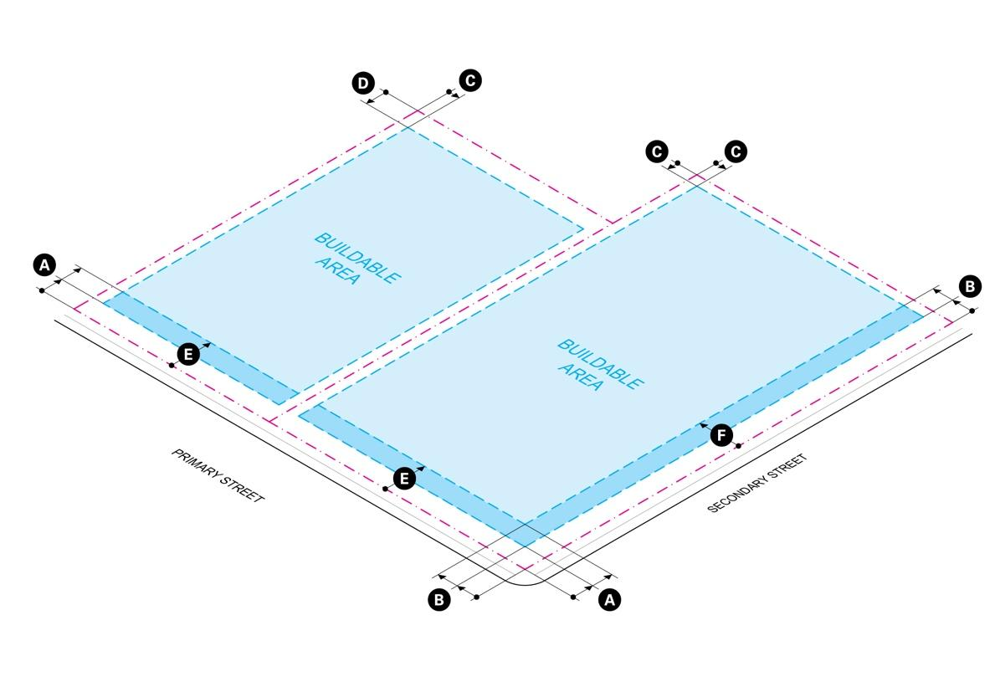 D
C
C
C
A
B
BUILDABLE
AREA
E
BUILDABLE
AREA
F
E
PRIMARY STREET
SECONDARY STREET
B
A